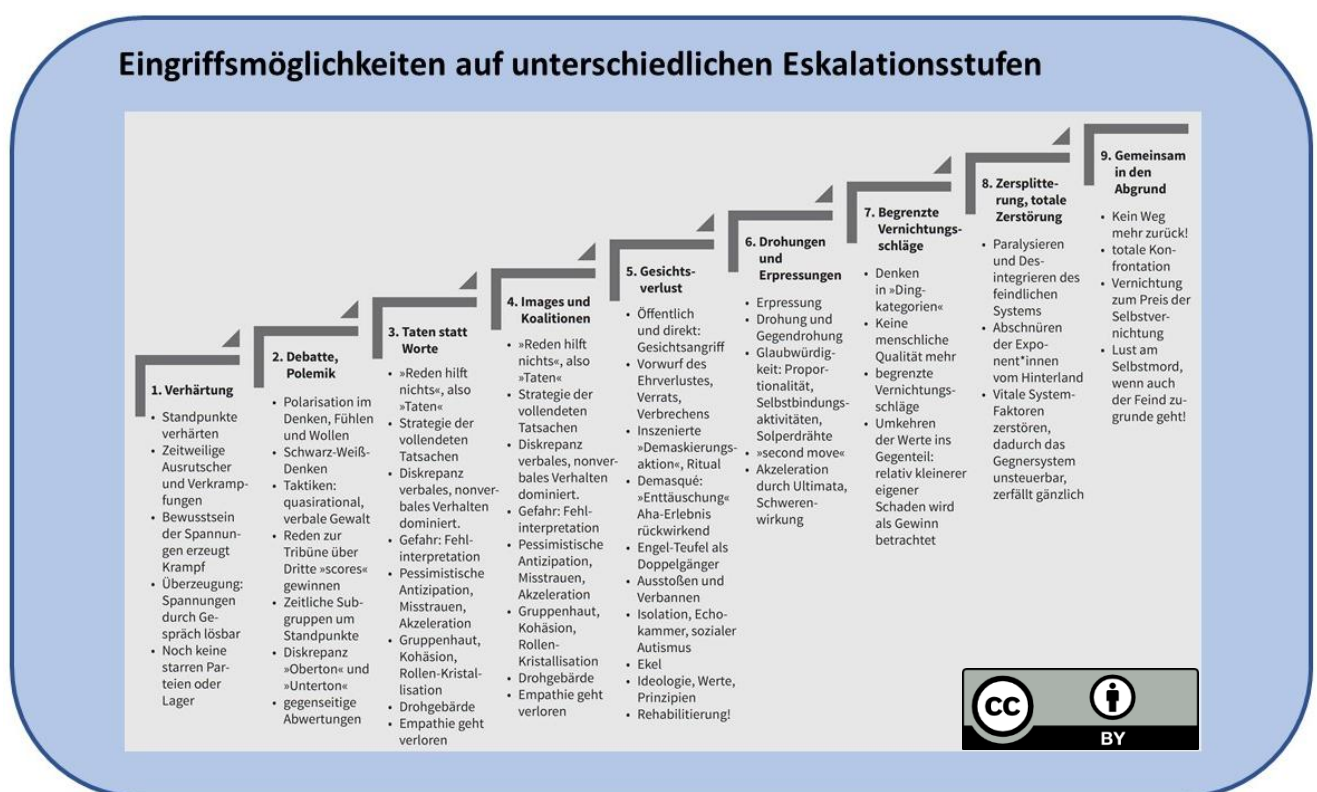 Eingriffsmöglichkeiten auf unterschiedlichen Eskalationsstufen
1. Verhärtung
• Standpunkte
verhärten
• Zeitweilige
Ausrutscher
und Verkramp-
fungen
• Bewusstsein
der Spannun-
gen erzeugt
Krampf
• Überzeugung:
Spannungen
durch Ge-
spräch lösbar
• Noch keine
starren Par-
teien oder
Lager
2. Debatte,
Polemik
• Polarisation im
Denken, Fühlen
und Wollen
• Schwarz-Weiß-
Denken
• Taktiken:
quasirational,
verbale Gewalt
• Reden zur
Tribüne über
Dritte »scores«
gewinnen
• Zeitliche Sub-
gruppen um
Standpunkte
• Diskrepanz
»Oberton« und
»Unterton«
• gegenseitige
Abwertungen
3. Taten statt
Worte
• »Reden hilft
nichts«, also
»Taten«
• Strategie der
vollendeten
Tatsachen
• Diskrepanz
verbales, nonver-
bales Verhalten
dominiert.
• Gefahr: Fehl-
interpretation
• Pessimistische
Antizipation,
Misstrauen,
Akzeleration
• Gruppenhaut,
Kohäsion,
Rollen-Kristal-
lisation
• Drohgebärde
• Empathie geht
verloren
4. Images und
Koalitionen
• »Reden hilft
nichts«, also
»Taten«
• Strategie der
vollendeten
Tatsachen
• Diskrepanz
verbales, nonver-
bales Verhalten
dominiert.
• Gefahr: Fehl-
interpretation
• Pessimistische
Antizipation,
Misstrauen,
Akzeleration
• Gruppenhaut,
Kohäsion,
Rollen-
Kristallisation
• Drohgebärde
• Empathie geht
verloren
5. Gesichts-
verlust
• Öffentlich
und direkt:
Gesichtsangriff
• Vorwurf des
Ehrverlustes,
Verrats,
Verbrechens
• Inszenierte
»Demaskierungs-
aktion«, Ritual
• Demasqué:
»Enttäuschung«
Aha-Erlebnis
rückwirkend
• Engel-Teufel als
Doppelgänger
• Ausstoßen und
Verbannen
• Isolation, Echo-
kammer, sozialer
Autismus
• Ekel
• Ideologie, Werte,
Prinzipien
• Rehabilitierung!
6. Drohungen
und
Erpressungen
• Erpressung
• Drohung und
Gegendrohung
• Glaubwürdig-
keit: Propor-
tionalität,
Selbstbindungs-
aktivitäten,
Solperdrähte
• »second move«
• Akzeleration
durch Ultimata,
Schweren-
wirkung
7. Begrenzte
Vernichtungs-
schläge
• Denken
in »Ding-
kategorien«
• Keine
menschliche
Qualität mehr
• begrenzte
Vernichtungs-
schläge
• Umkehren
der Werte ins
Gegenteil:
relativ kleinerer
eigener
Schaden wird
als Gewinn
betrachtet
8. Zersplitte-
rung, totale
Zerstörung
• Paralysieren
und Des-
integrieren des
feindlichen
Systems
• Abschnüren
der Expo-
nent*innen
vom Hinterland
• Vitale System-
Faktoren
zerstören,
dadurch das
Gegnersystem
unsteuerbar,
zerfällt gänzlich
9. Gemeinsam
in den
Abgrund
• Kein Weg
mehr zurück!
• totale Kon-
frontation
• Vernichtung
zum Preis der
Selbstver-
nichtung
• Lust am
Selbstmord,
wenn auch
der Feind zu-
grunde geht!
CC
BY